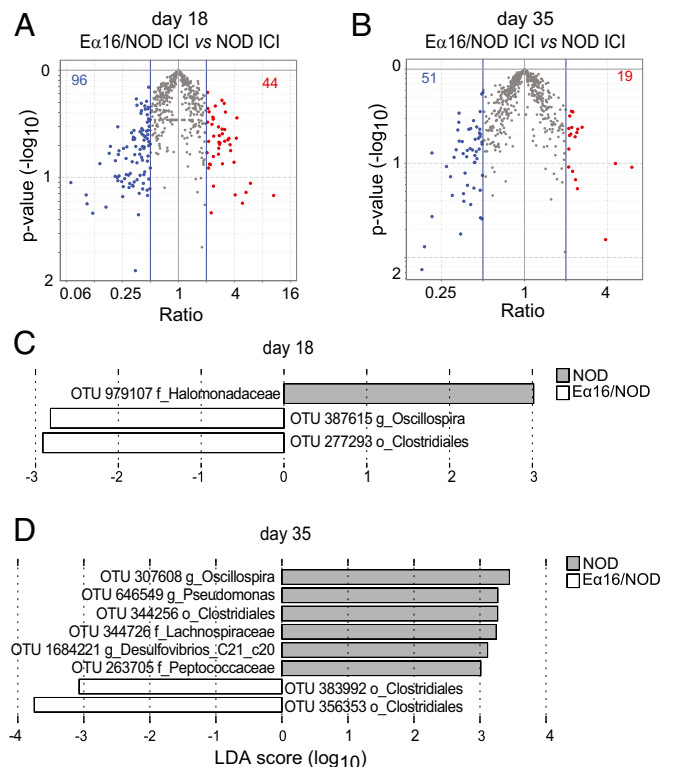 A
day 18
Eα16/NOD ICI vs NOD ICI
0
1
2
p-value (-log10)
96
44
0.06
0.25
1
4
16
Ratio
B
day 35
Eα16/NOD ICI vs NOD ICI
0
1
2
p-value (-log10)
51
19
0.25
1
4
Ratio
C
day 18
NOD
Eα16/NOD
OTU 979107 f_Halomonadaceae
OTU 387615 g_Oscillospira
OTU 277293 o_Clostridiales
-3 -2 -1 0 1 2 3
D
day 35
NOD
Eα16/NOD
OTU 307608 g_Oscillospira
OTU 646549 g_Pseudomonas
OTU 344256 o_Clostridiales
OTU 344726 f_Lachnospiraceae
OTU 1684221 g_Desulfovibrios_C21_c20
OTU 263705 f_Peptococcaceae
OTU 383992 o_Clostridiales
OTU 356353 o_Clostridiales
-4 -3 -2 -1 0 1 2 3 4
LDA score (log10)